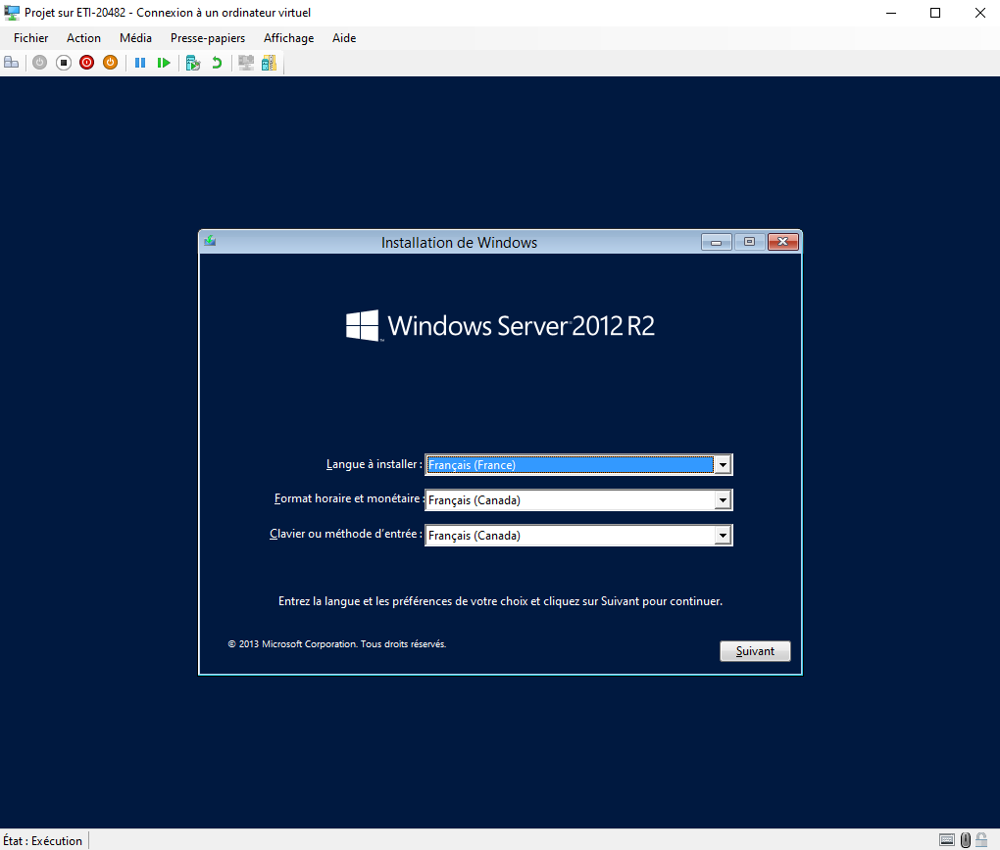 Projet sur ETI-20482 - Connexion à un ordinateur virtuel
Fichier Action Média Presse-papiers Affichage Aide
Installation de Windows
Windows Server 2012 R2
Langue à installer : Français (France)
Format horaire et monétaire : Français (Canada)
Clavier ou méthode d'entrée : Français (Canada)
Entrez la langue et les préférences de votre choix et cliquez sur Suivant pour continuer.
© 2013 Microsoft Corporation. Tous droits réservés.
Suivant
État : Exécution